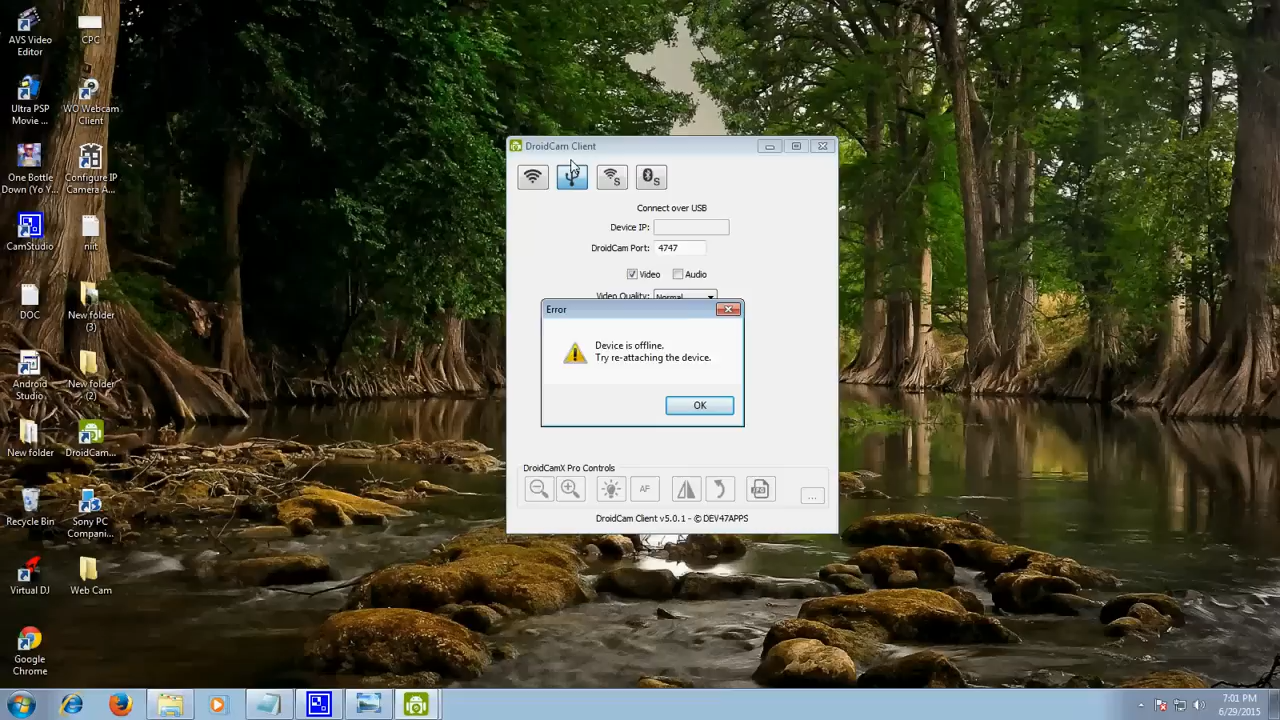 AVS Video
Editor
CPC
Ultra PSP
Movie ...
WO Webcam
Client
One Bottle
Down (Yo Y...
Configure IP
Camera A...
CamStudio
niit
DOC
New folder
(3)
Android
Studio
New folder
(2)
New folder
DroidCam...
Recycle Bin
Sony PC
Compani...
Virtual DJ
Web Cam
Google
Chrome
DroidCam Client
S
S
Connect over USB
Device IP:
DroidCam Port: 4747
Video Audio
Video Quality: Normal
Error
Device is offline.
Try re-attaching the device.
OK
DroidCamX Pro Controls
AF
...
DroidCam Client v5.0.1 - © DEV47APPS
7:01 PM
6/29/2015